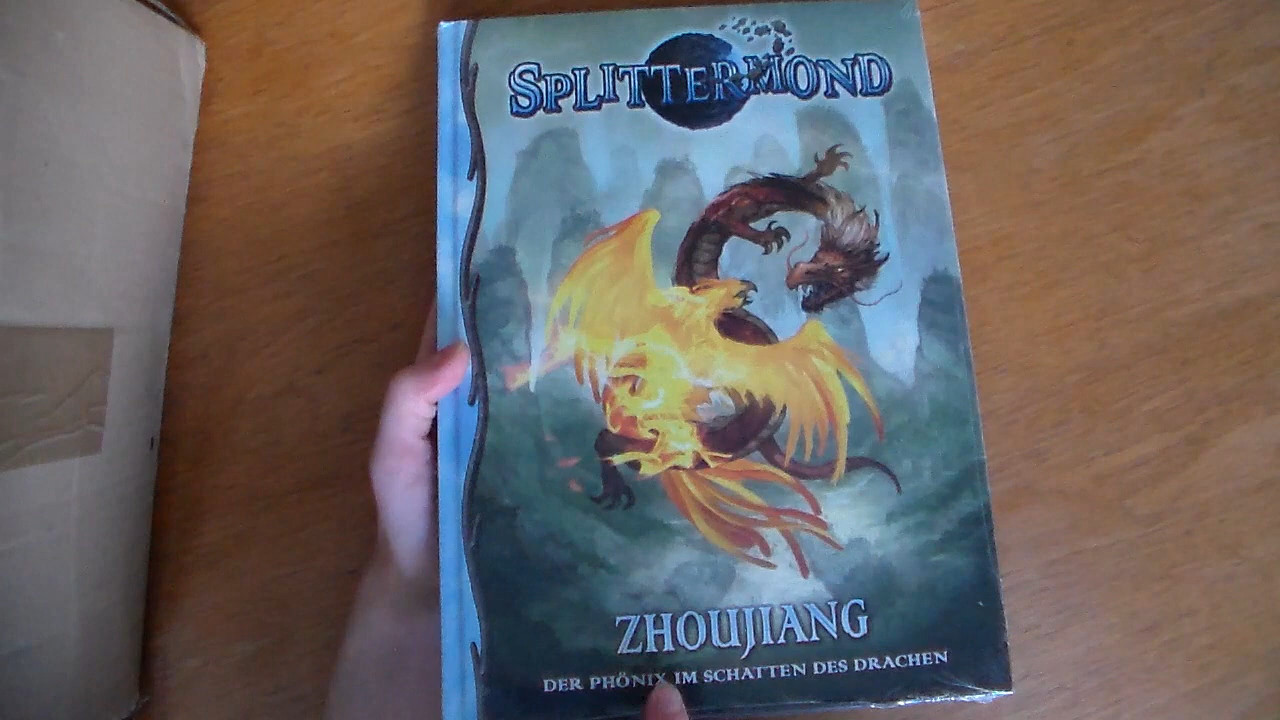 SPLITTERMOND
ZHOUJIANG
DER PHÖNIX IM SCHATTEN DES DRACHEN